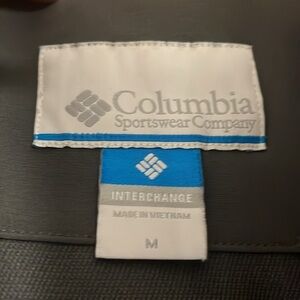 Columbia
Sportswear Company
INTERCHANGE
MADE IN VIETNAM
M